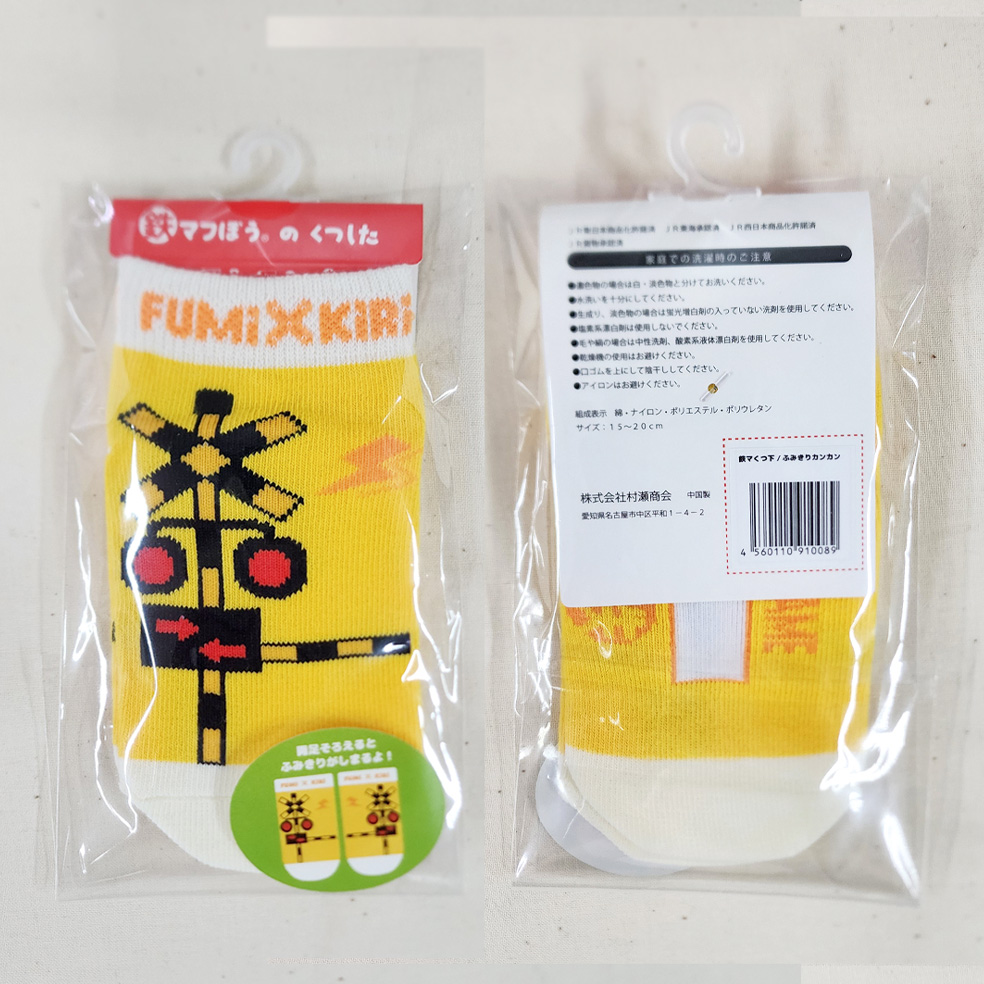 鉄マフぼう® の くつした
FUMi×KiRi
両足そろえると
ふみきりがしまるよ!
FUMI × KIRI
FUMI × KIRI
JR東日本商品化許諾済 JR東海承認済 JR西日本商品化許諾済
家庭での洗濯時のご注意
●濃色物の場合は白・淡色物と分けてお洗いください。
●水洗いを十分にしてください。
●生成り、淡色物の場合は蛍光増白剤の入っていない洗剤を使用してください。
●塩素系漂白剤は使用しないでください。
●毛や絹の場合は中性洗剤、酸素系液体漂白剤を使用してください。
●乾燥機の使用はお避けください。
●口ゴムを上にして陰干ししてください。
●アイロンはお避けください。
組成表示 綿・ナイロン・ポリエステル・ポリウレタン
サイズ:15～20cm
鉄マくつ下 / ふみきりカンカン
株式会社村瀬商会 中国製
愛知県名古屋市中区平和1-4-2
4 560110 910089